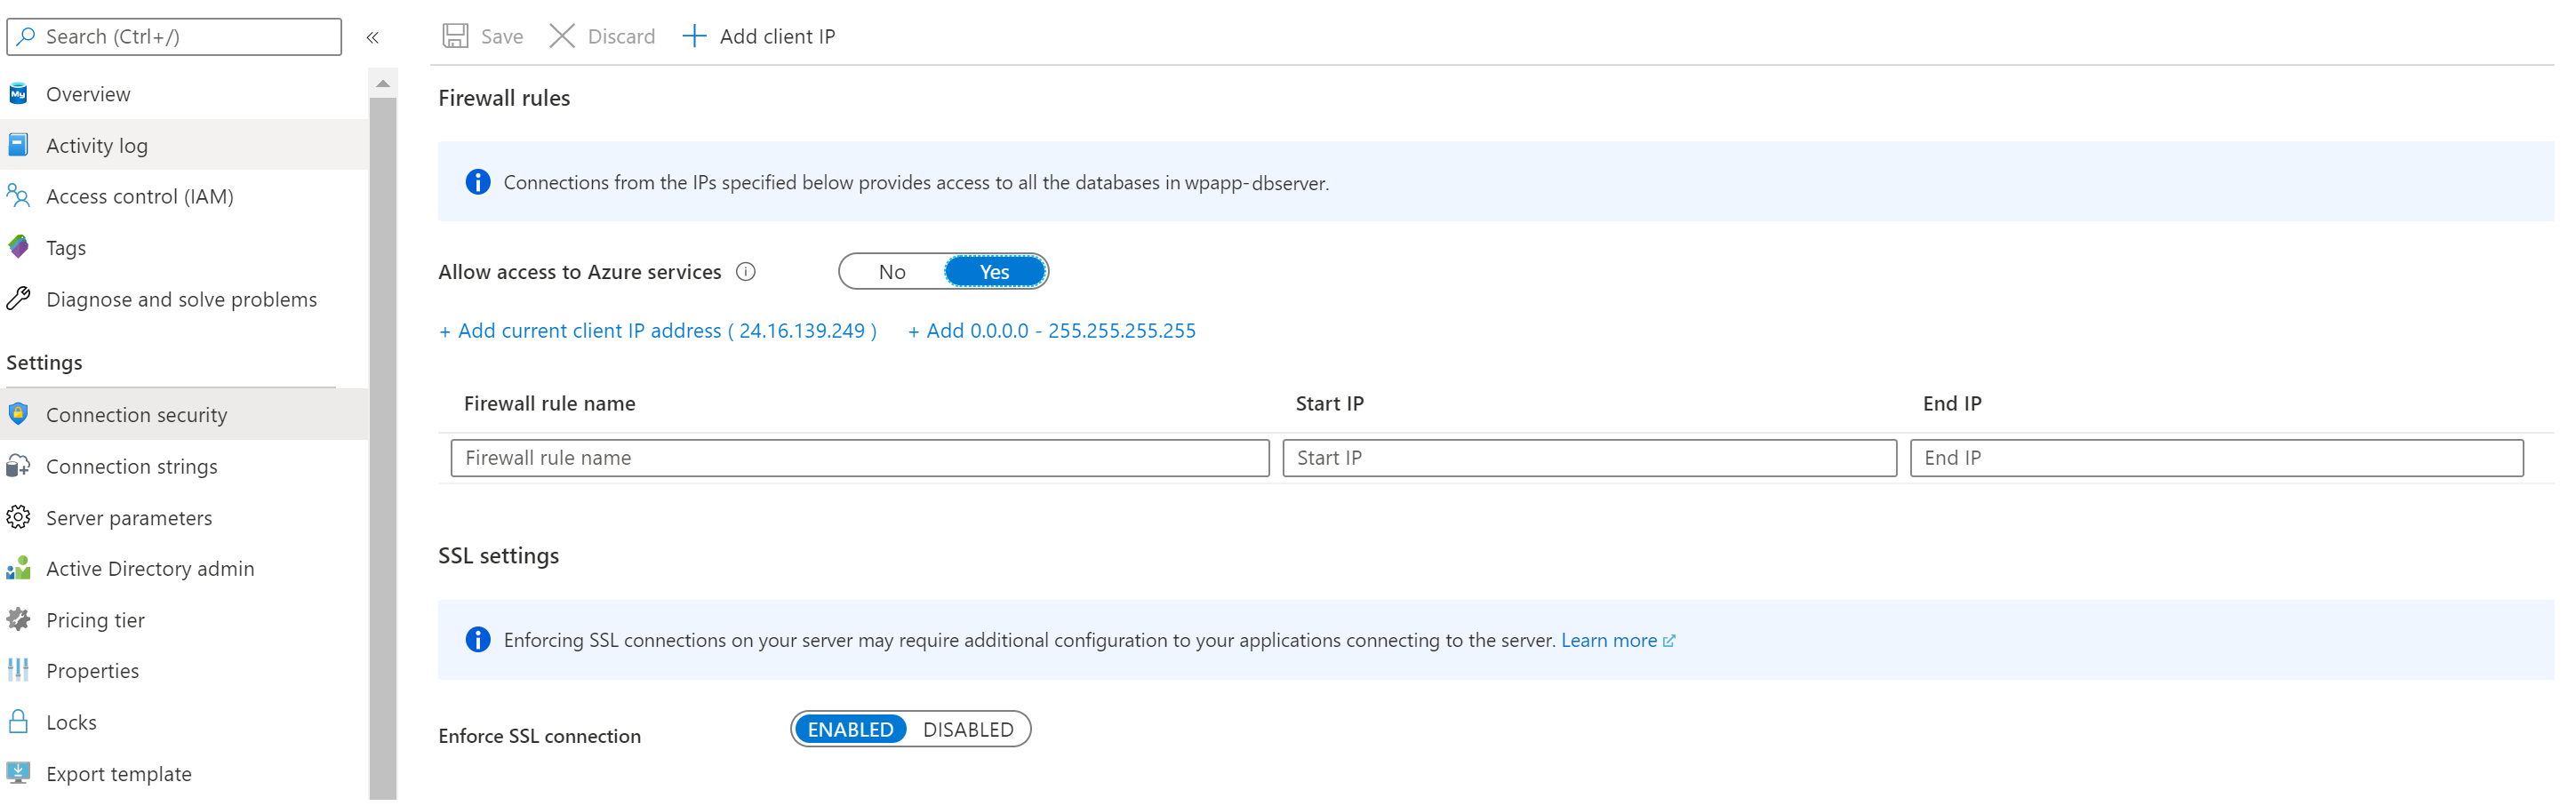 Search (Ctrl+/)
«
Overview
Activity log
Access control (IAM)
Tags
Diagnose and solve problems
Settings
Connection security
Connection strings
Server parameters
Active Directory admin
Pricing tier
Properties
Locks
Export template
Save Discard Add client IP
Firewall rules
Connections from the IPs specified below provides access to all the databases in wpapp-dbserver.
Allow access to Azure services No Yes
+ Add current client IP address ( 24.16.139.249 ) + Add 0.0.0.0 - 255.255.255.255
Firewall rule name Start IP End IP
Firewall rule name Start IP End IP
SSL settings
Enforcing SSL connections on your server may require additional configuration to your applications connecting to the server. Learn more
Enforce SSL connection ENABLED DISABLED